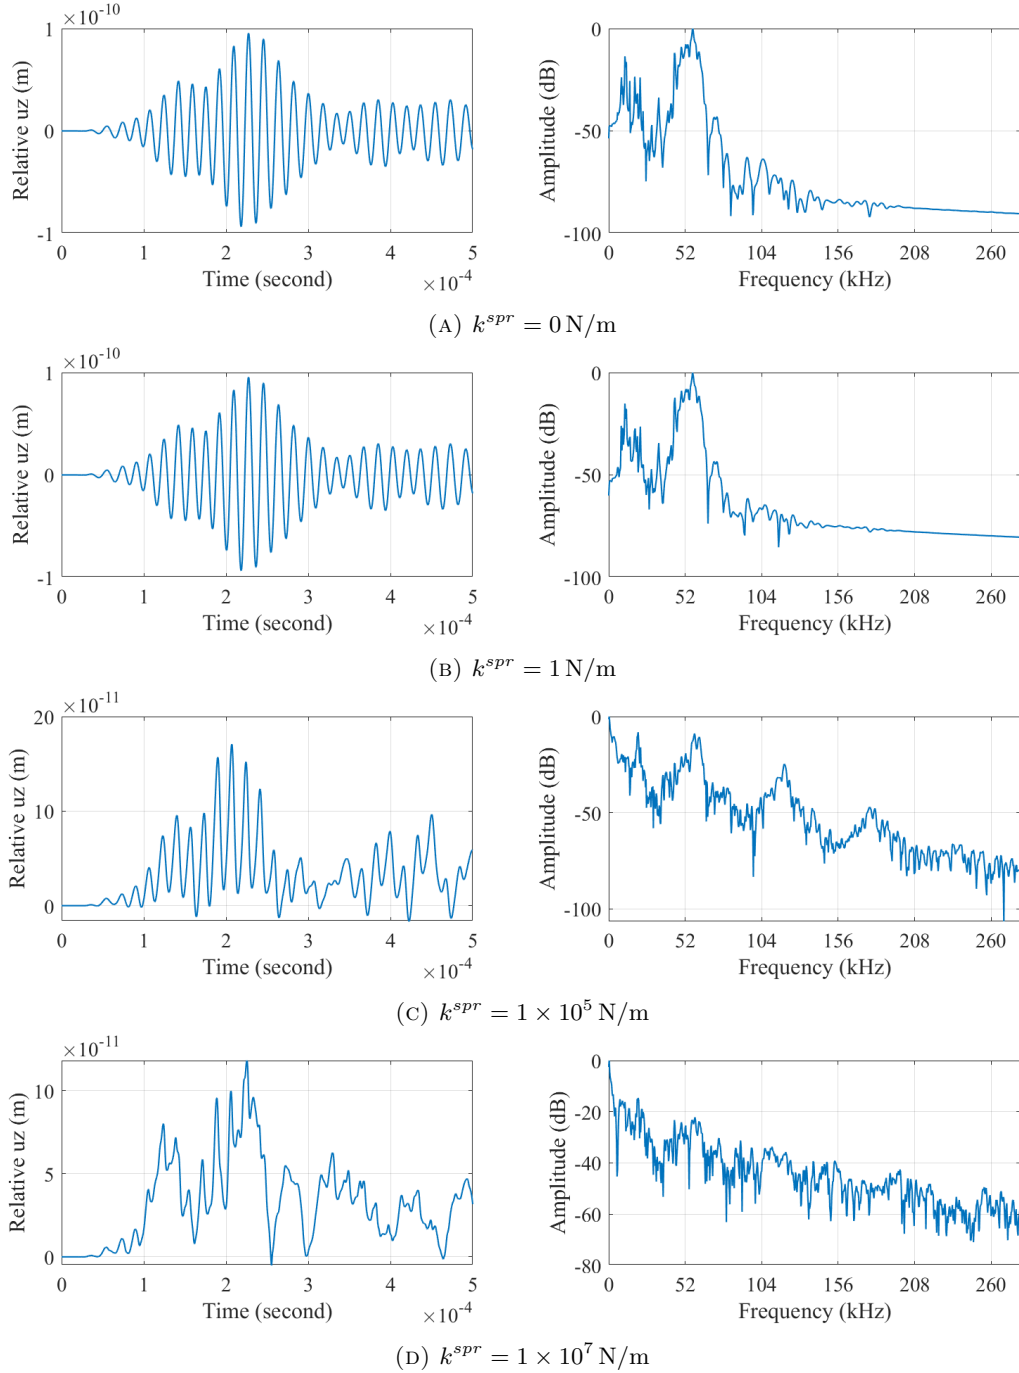 ×10⁻¹⁰
1
0
-1
Relative uz (m)
0 1 2 3 4 5
Time (second)
×10⁻⁴
0
-50
-100
Amplitude (dB)
0 52 104 156 208 260
Frequency (kHz)
(A) k^{spr} = 0 N/m
×10⁻¹⁰
1
0
-1
Relative uz (m)
0 1 2 3 4 5
Time (second)
×10⁻⁴
0
-50
-100
Amplitude (dB)
0 52 104 156 208 260
Frequency (kHz)
(B) k^{spr} = 1 N/m
×10⁻¹¹
20
10
0
Relative uz (m)
0 1 2 3 4 5
Time (second)
×10⁻⁴
0
-50
-100
Amplitude (dB)
0 52 104 156 208 260
Frequency (kHz)
(C) k^{spr} = 1 × 10⁵ N/m
×10⁻¹¹
10
5
0
Relative uz (m)
0 1 2 3 4 5
Time (second)
×10⁻⁴
0
-20
-40
-60
-80
Amplitude (dB)
0 52 104 156 208 260
Frequency (kHz)
(D) k^{spr} = 1 × 10⁷ N/m